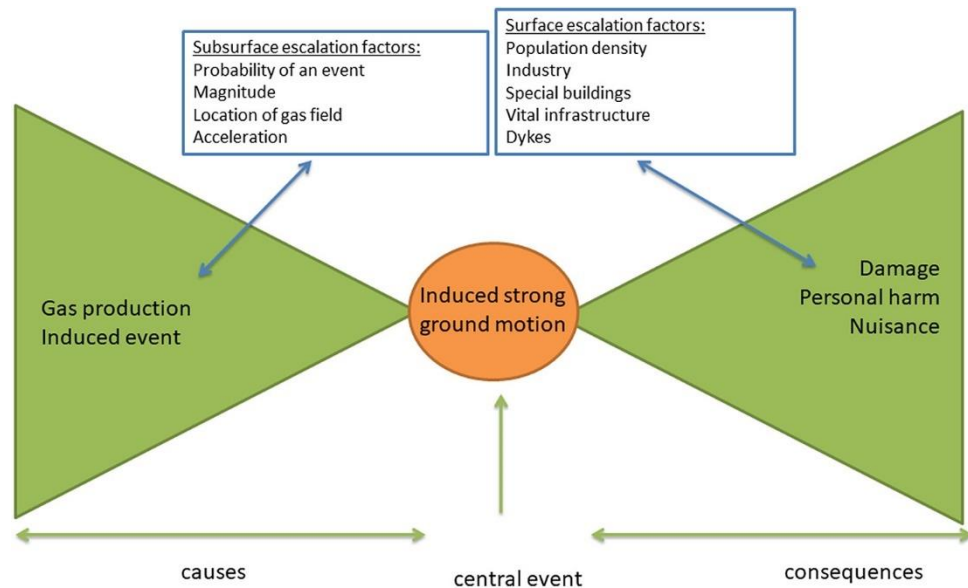 Subsurface escalation factors:
Probability of an event
Magnitude
Location of gas field
Acceleration
Surface escalation factors:
Population density
Industry
Special buildings
Vital infrastructure
Dykes
Gas production
Induced event
Induced strong
ground motion
Damage
Personal harm
Nuisance
causes
central event
consequences